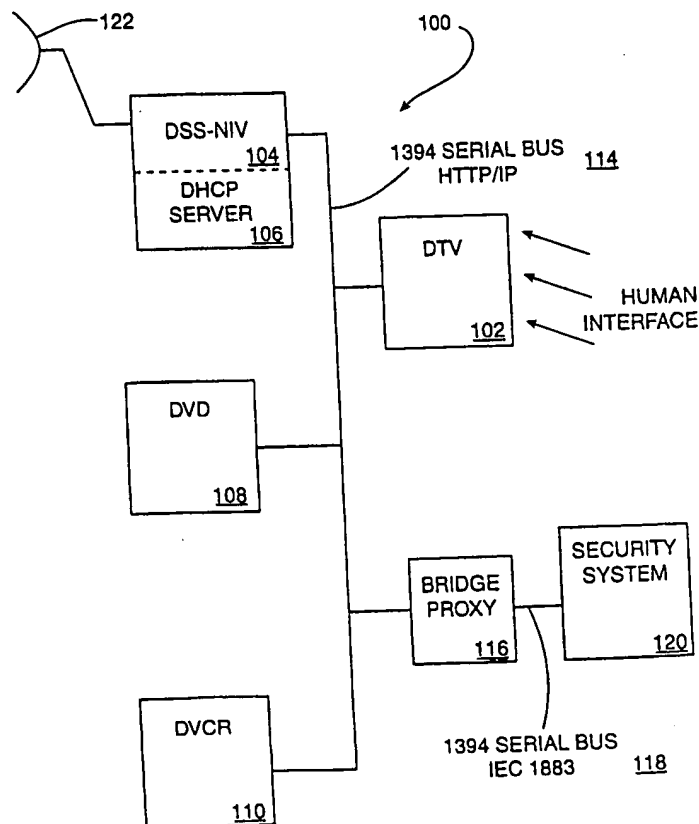 122
100
DSS-NIV
104
DHCP
SERVER
106
1394 SERIAL BUS
HTTP/IP
114
DTV
102
HUMAN
INTERFACE
DVD
108
BRIDGE
PROXY
116
SECURITY
SYSTEM
120
DVCR
110
1394 SERIAL BUS
IEC 1883
118